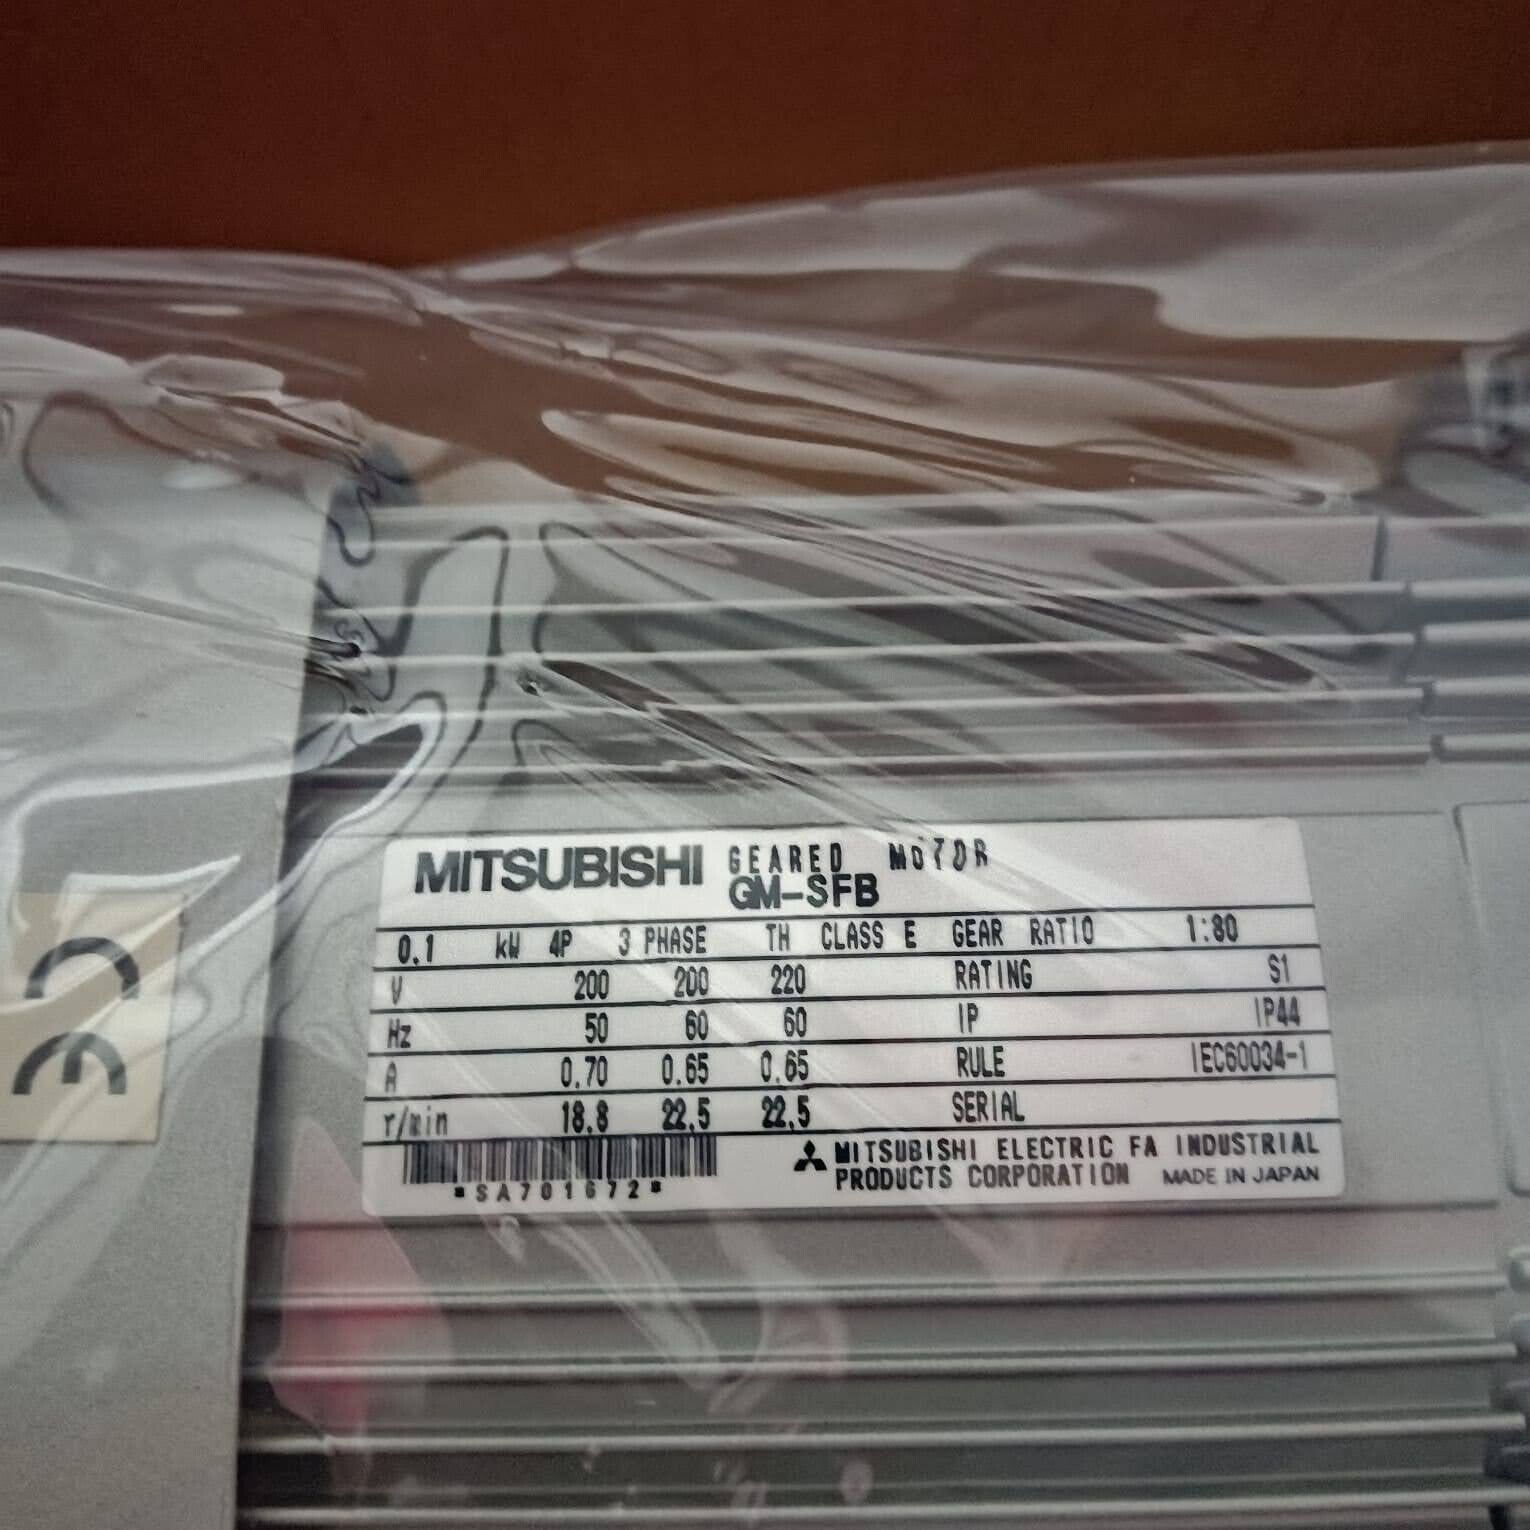 MITSUBISHI GEARED MOTOR
GM-SFB
0.1 kW 4P 3 PHASE TH CLASS E GEAR RATIO 1:80
V 200 200 220 RATING S1
Hz 50 60 60 IP IP44
A 0.70 0.65 0.65 RULE IEC60034-1
r/min 18.8 22.5 22.5 SERIAL
*SA701672*
MITSUBISHI ELECTRIC FA INDUSTRIAL
PRODUCTS CORPORATION MADE IN JAPAN
CE